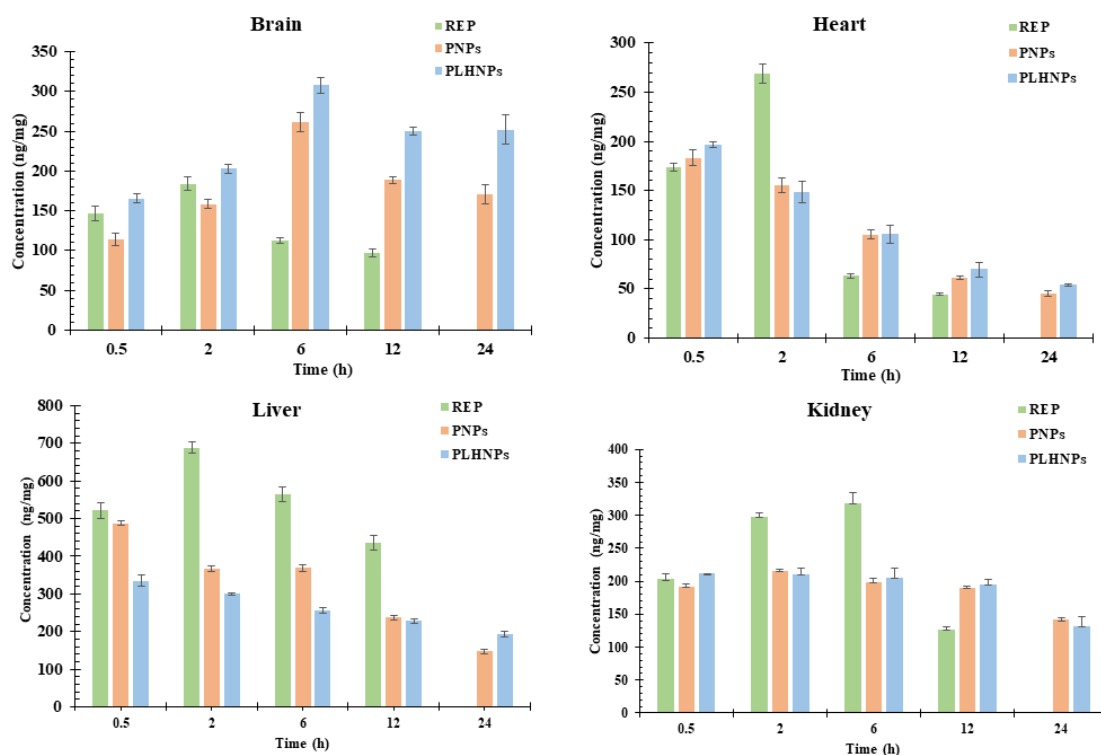 Brain
REP
PNPs
PLHNPs
Concentration (ng/mg)
350
300
250
200
150
100
50
0
0.5 2 6 12 24
Time (h)
Heart
REP
PNPs
PLHNPs
Concentration (ng/mg)
300
250
200
150
100
50
0
0.5 2 6 12 24
Time (h)
Liver
REP
PNPs
PLHNPs
Concentration (ng/mg)
800
700
600
500
400
300
200
100
0
0.5 2 6 12 24
Time (h)
Kidney
REP
PNPs
PLHNPs
Concentration (ng/mg)
400
350
300
250
200
150
100
50
0
0.5 2 6 12 24
Time (h)